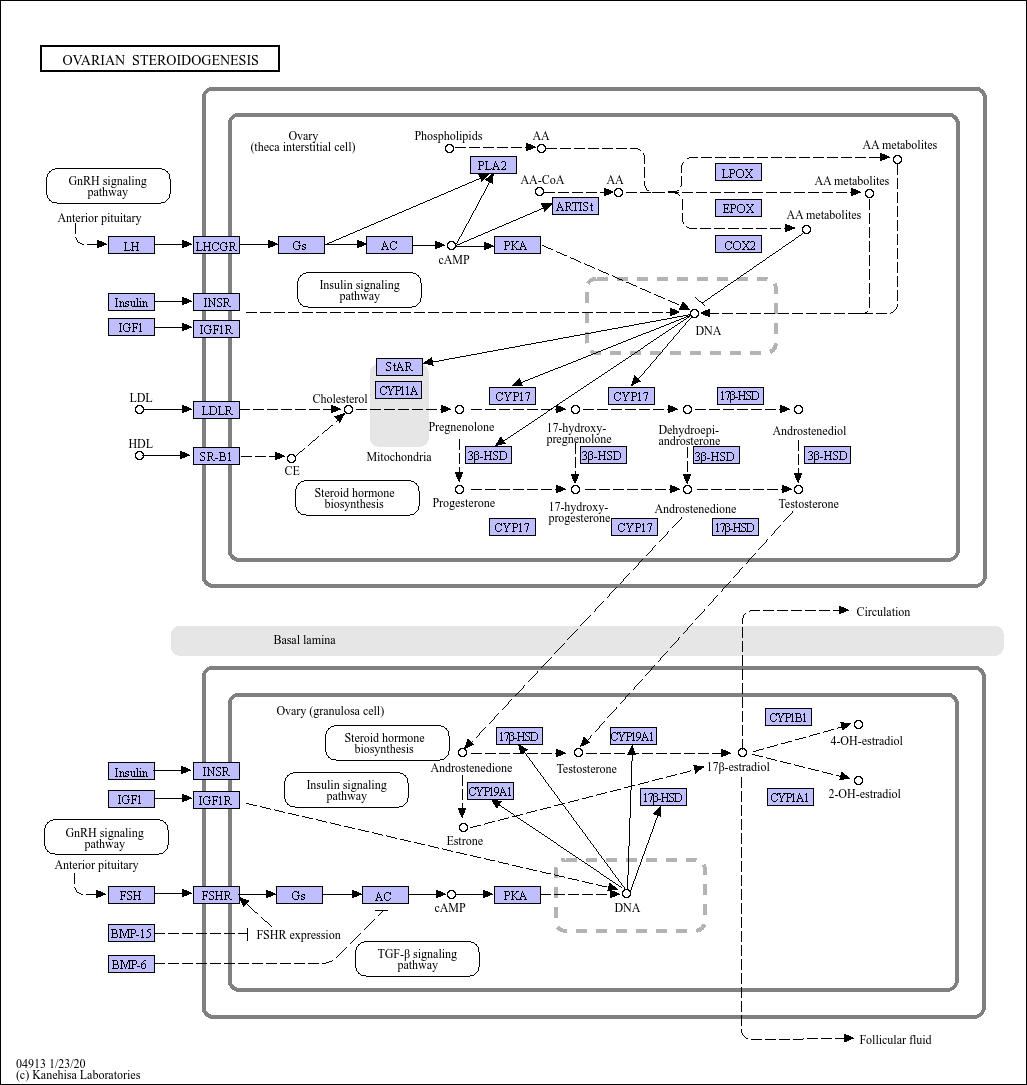 OVARIAN STEROIDOGENESIS
Ovary
(theca interstitial cell)
Phospholipids
AA
AA metabolites
PLA2
LPOX
GnRH signaling
pathway
AA-CoA
AA
AA metabolites
ARTISt
EPOX
Anterior pituitary
AA metabolites
LH
LHCGR
Gs
AC
cAMP
PKA
COX2
Insulin signaling
pathway
Insulin
INSR
IGF1
IGF1R
DNA
StAR
CYP11A
CYP17
CYP17
17β-HSD
LDL
LDLR
Cholesterol
Pregnenolone
17-hydroxy-
pregnenolone
Dehydroepi-
androsterone
Androstenediol
HDL
SR-B1
CE
Mitochondria
3β-HSD
3β-HSD
3β-HSD
3β-HSD
Steroid hormone
biosynthesis
Progesterone
17-hydroxy-
progesterone
Androstenedione
Testosterone
CYP17
CYP17
17β-HSD
Circulation
Basal lamina
Ovary (granulosa cell)
Steroid hormone
biosynthesis
17β-HSD
CYP19A1
CYP1B1
4-OH-estradiol
Androstenedione
Testosterone
17β-estradiol
Insulin
INSR
IGF1
IGF1R
Insulin signaling
pathway
CYP19A1
17β-HSD
CYP1A1
2-OH-estradiol
Estrone
GnRH signaling
pathway
Anterior pituitary
FSH
FSHR
Gs
AC
cAMP
PKA
DNA
BMP-15
FSHR expression
BMP-6
TGF-β signaling
pathway
Follicular fluid
04913 1/23/20
(c) Kanehisa Laboratories